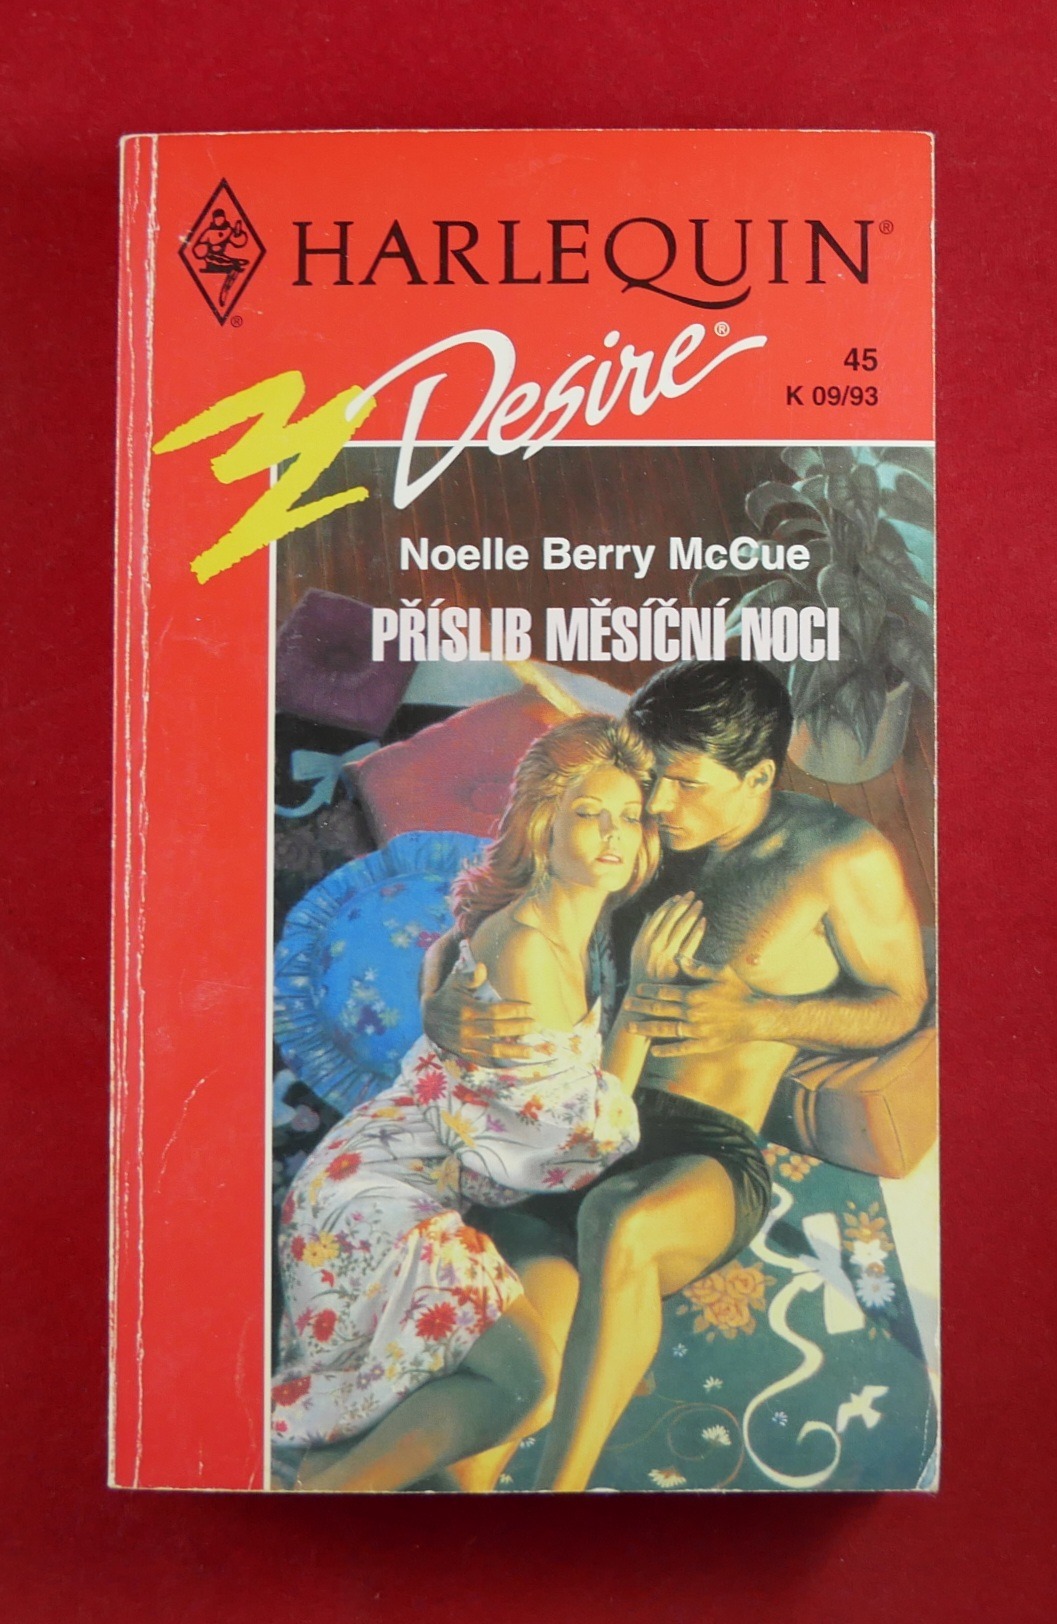 HARLEQUIN®
®
Desire®
45
K 09/93
Noelle Berry McCue
PŘÍSLIB MĚSÍČNÍ NOCI